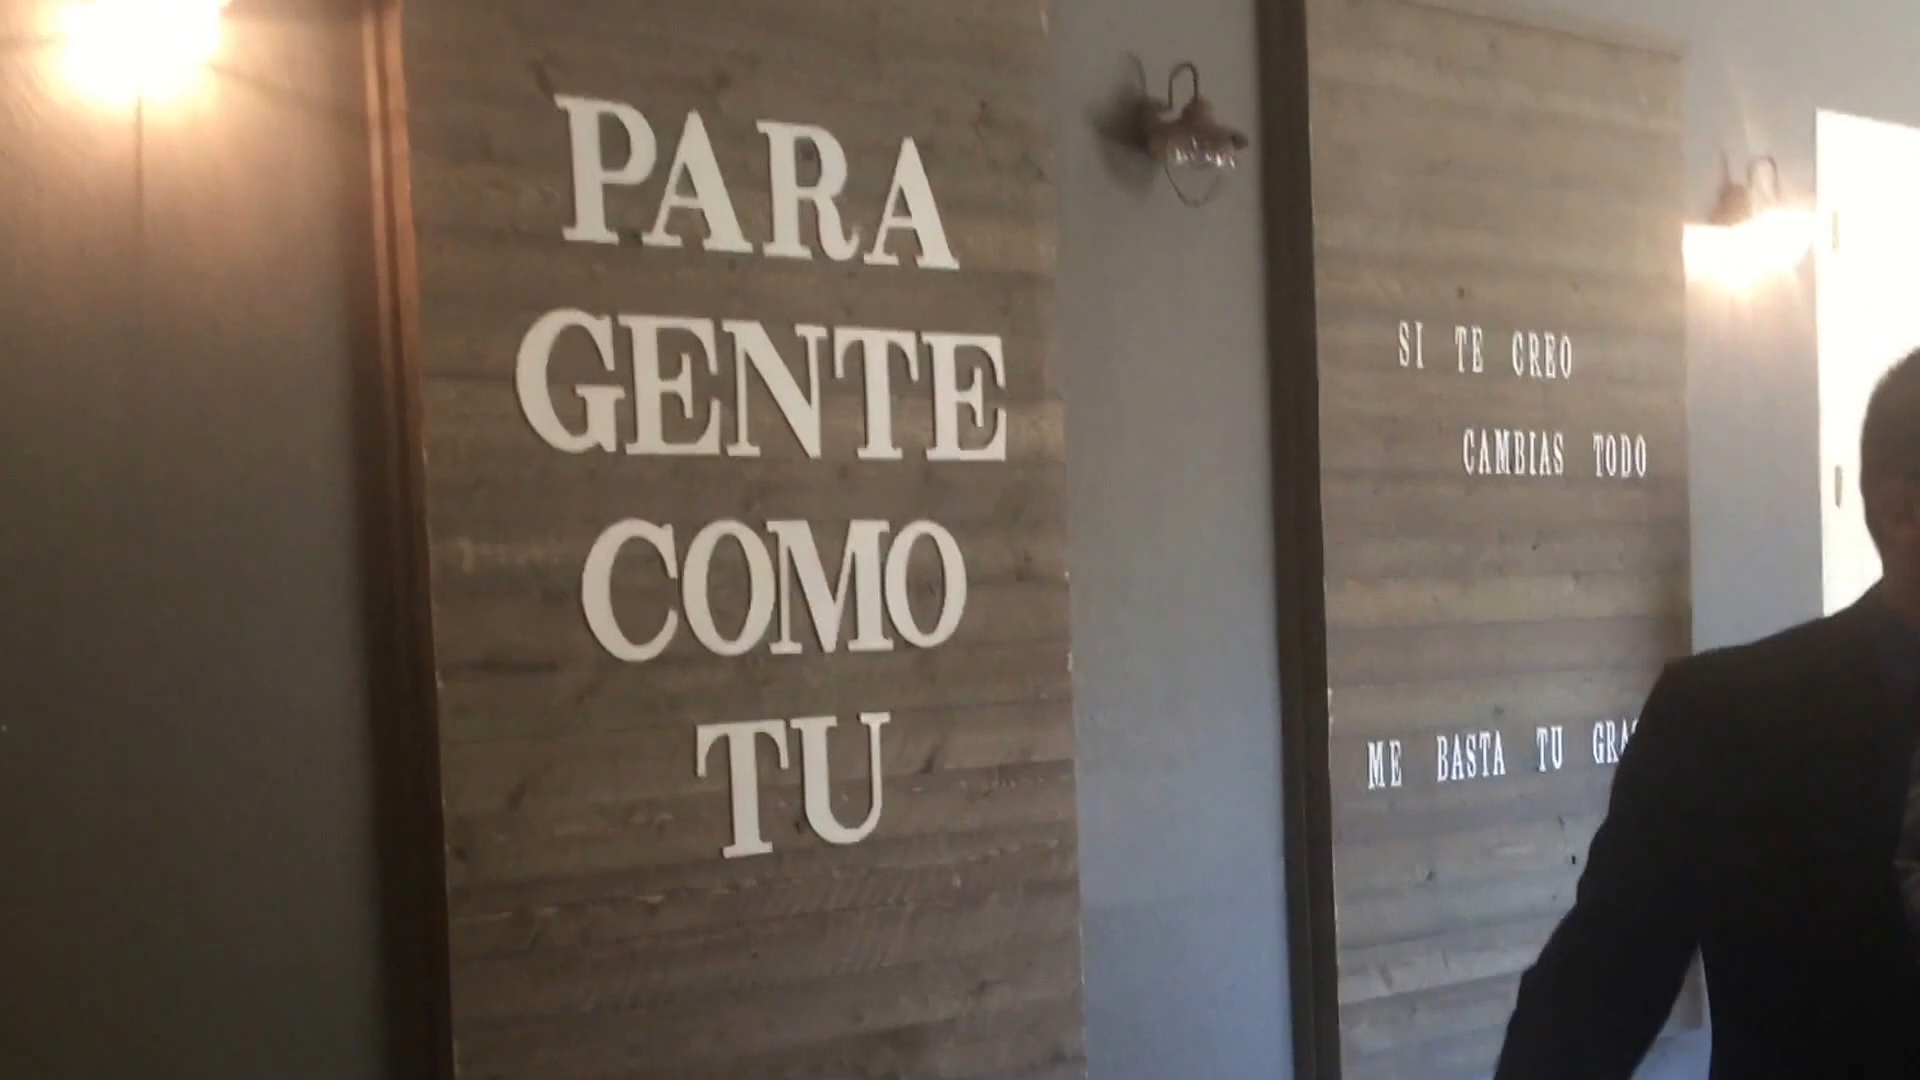 PARA
GENTE
COMO
TU
SI TE CREO
CAMBIAS TODO
ME BASTA TU